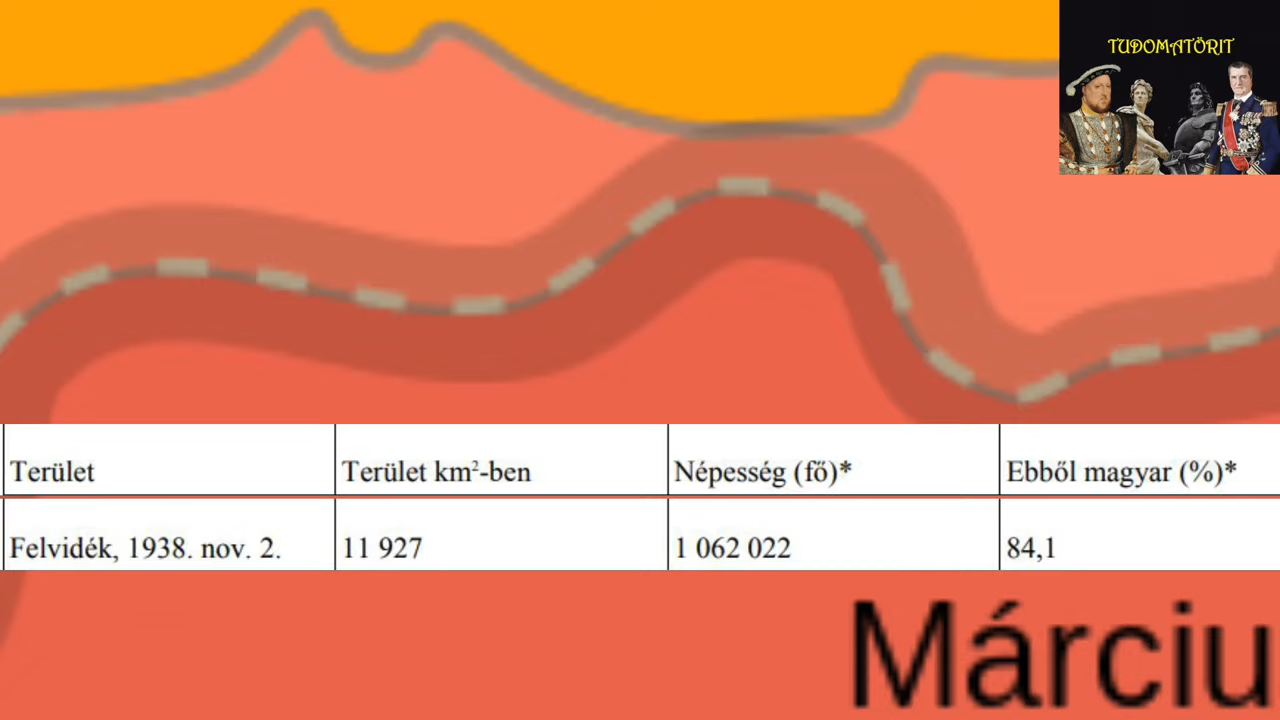 TUDOMATÖRIT
Terület Terület km²-ben Népesség (fő)* Ebből magyar (%)*
Felvidék, 1938. nov. 2. 11 927 1 062 022 84,1
Márciu